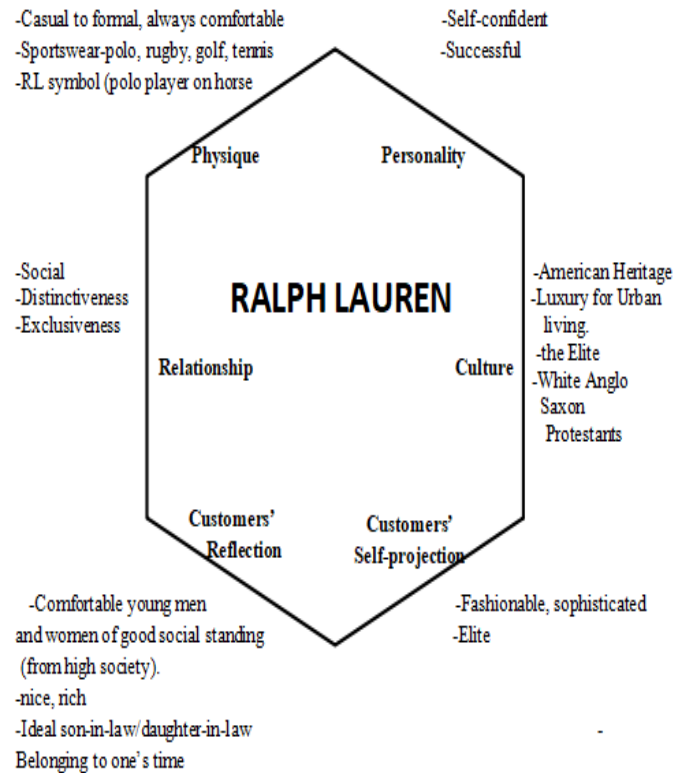 -Casual to formal, always comfortable
-Sportswear-polo, rugby, golf, tennis
-RL symbol (polo player on horse
-Self-confident
-Successful
Physique
Personality
-Social
-Distinctiveness
-Exclusiveness
RALPH LAUREN
-American Heritage
-Luxury for Urban
living.
-the Elite
-White Anglo
Saxon
Protestants
Relationship
Culture
Customers’
Reflection
Customers’
Self-projection
-Comfortable young men
and women of good social standing
(from high society).
-nice, rich
-Ideal son-in-law/daughter-in-law
Belonging to one’s time
-Fashionable, sophisticated
-Elite
-